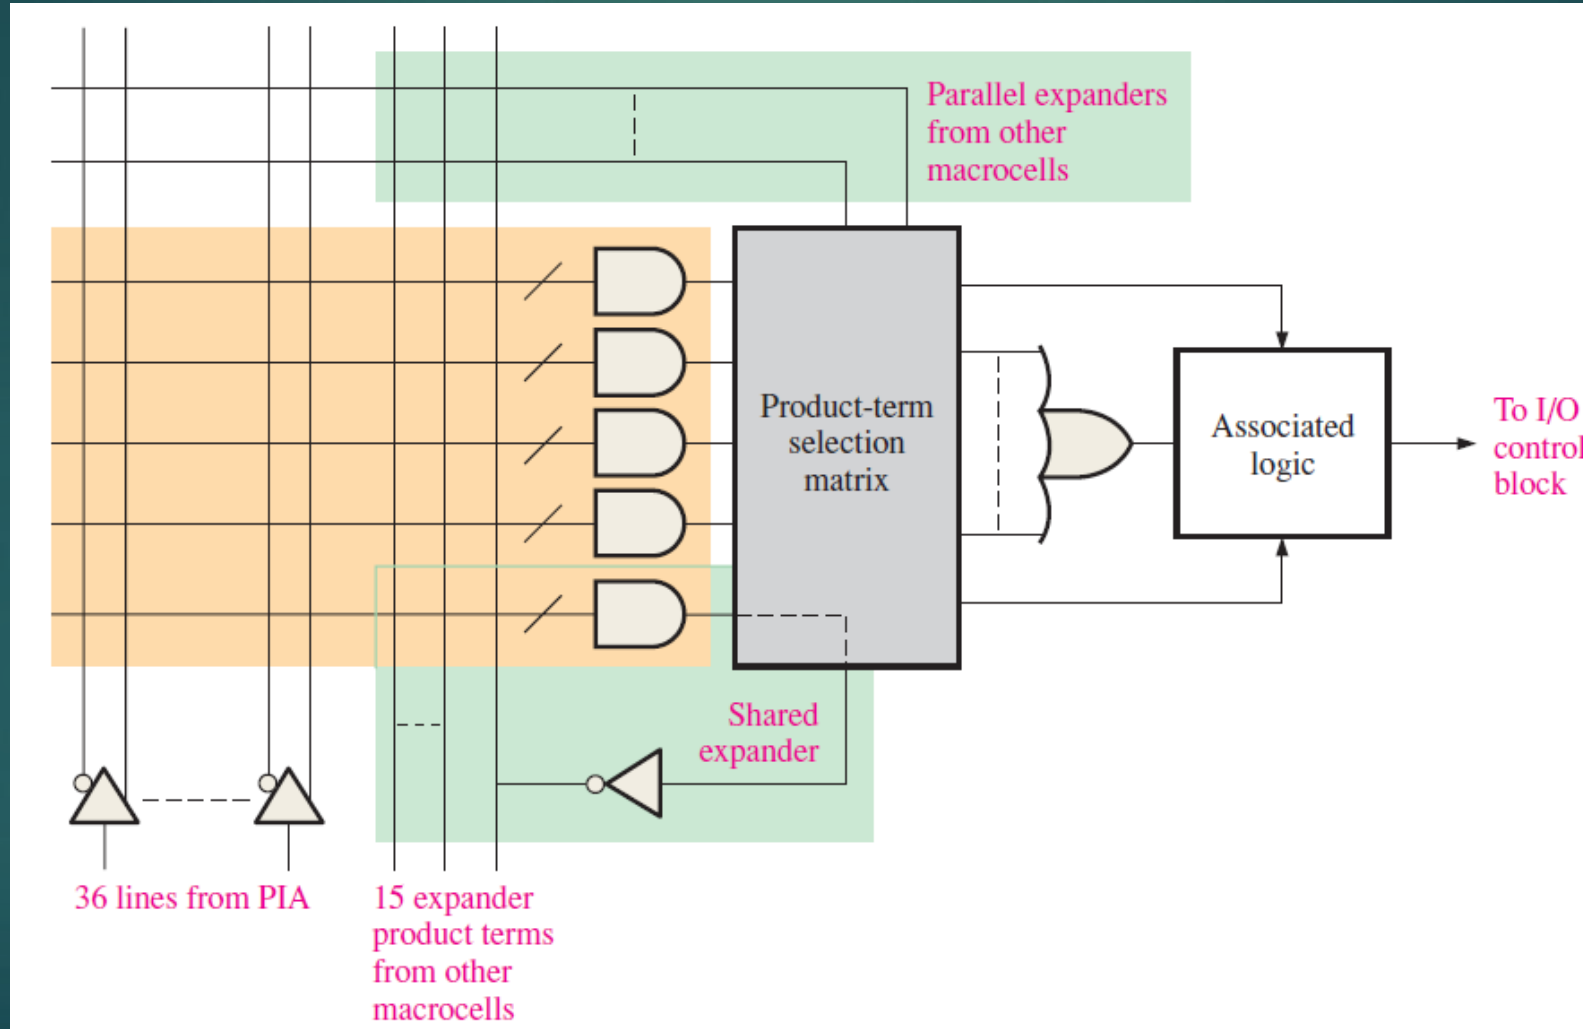 Parallel expanders
from other
macrocells
Product-term
selection
matrix
Associated
logic
To I/O
control
block
Shared
expander
36 lines from PIA
15 expander
product terms
from other
macrocells